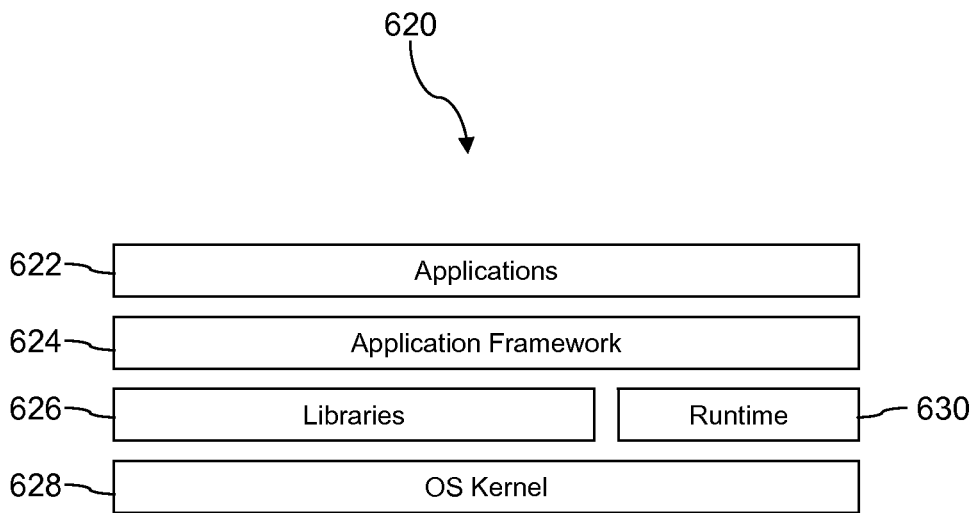 620
622 Applications
624 Application Framework
626 Libraries Runtime 630
628 OS Kernel